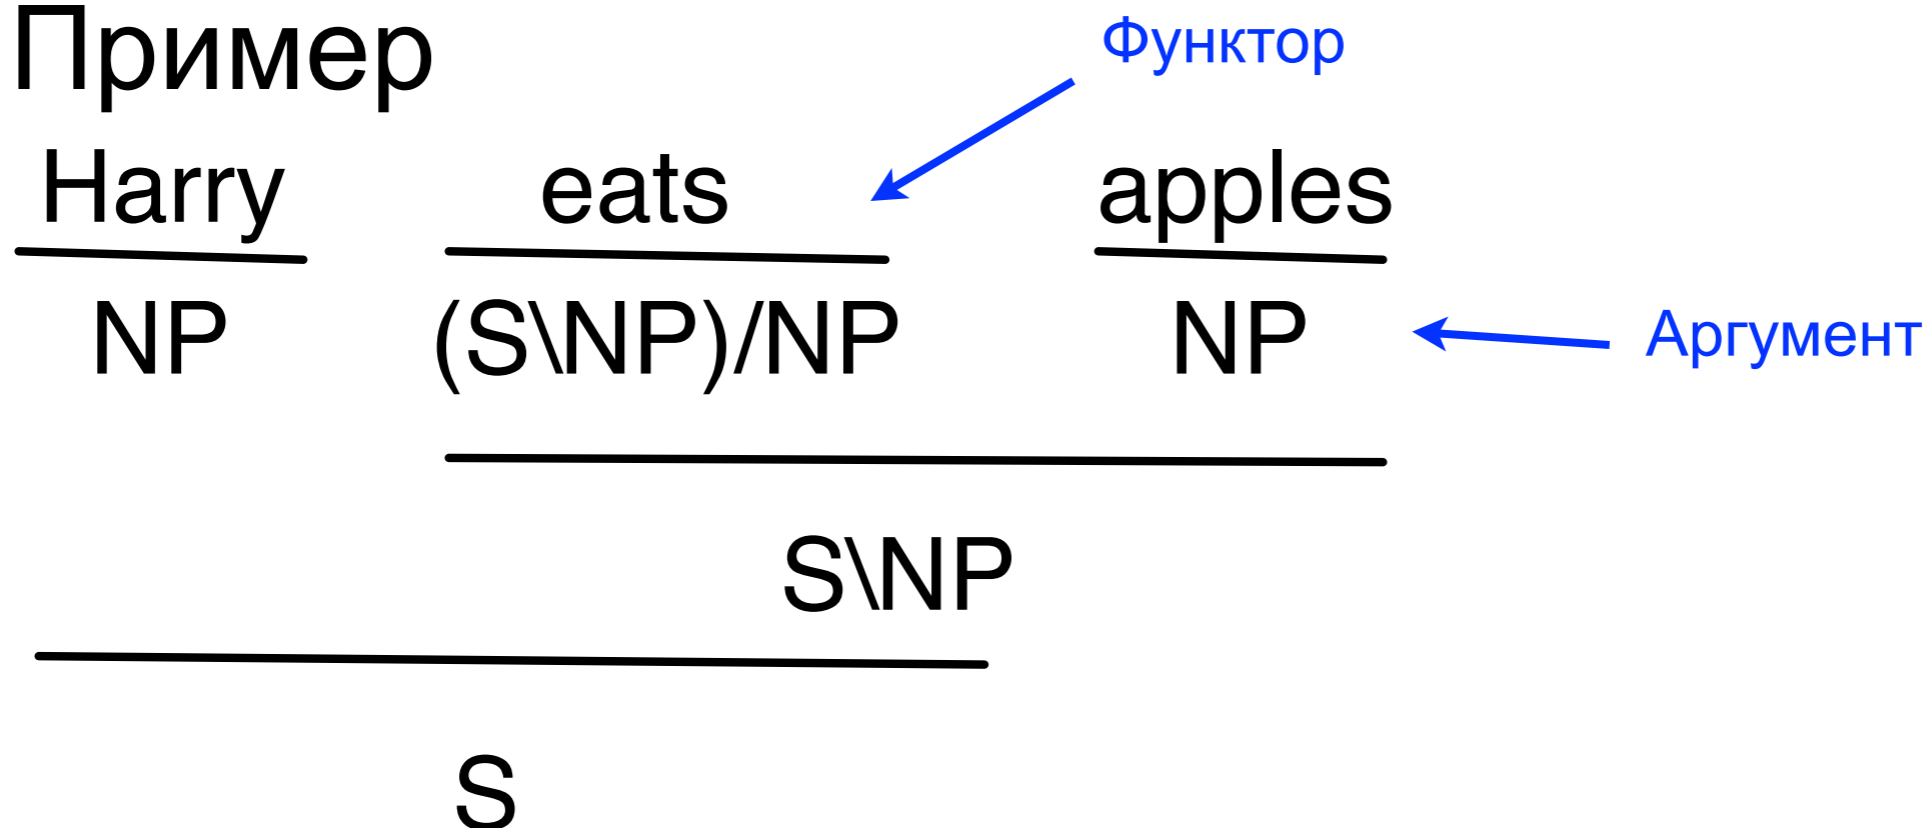 Пример
Функтор
Harry eats apples
NP (S\NP)/NP NP
Аргумент
S\NP
S